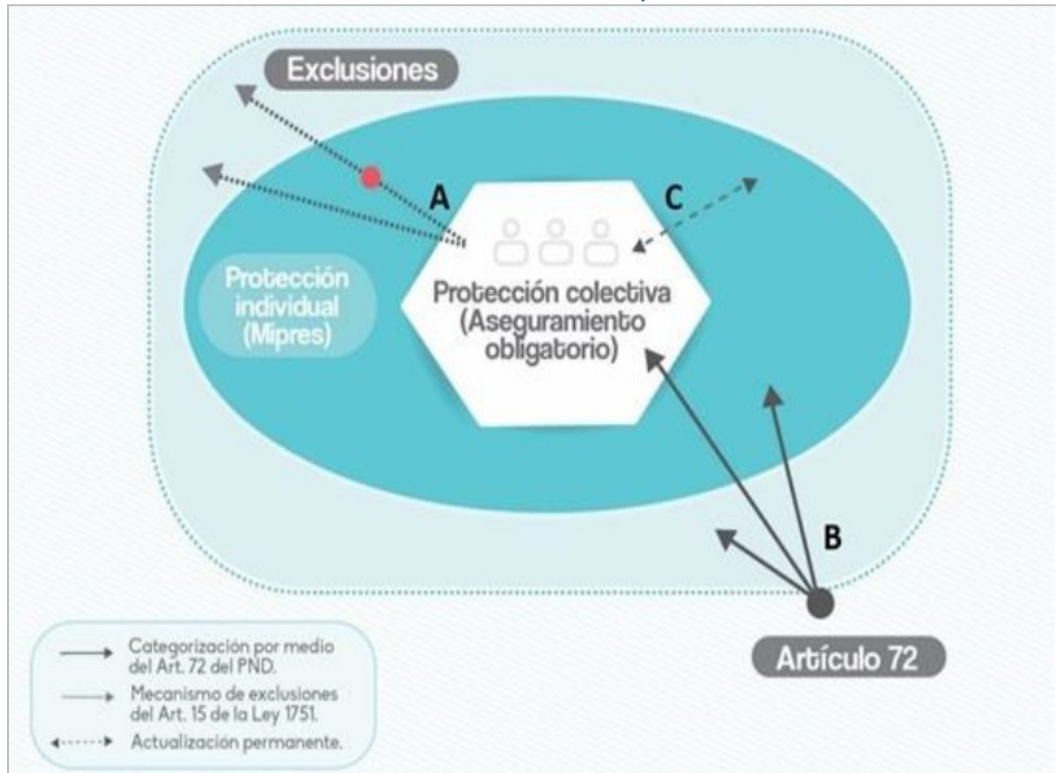 Exclusiones
A
C
Protección
individual
(Mipres)
Protección colectiva
(Aseguramiento
obligatorio)
B
Artículo 72
Categorización por medio
del Art. 72 del PND.
Mecanismo de exclusiones
del Art. 15 de la Ley 1751.
Actualización permanente.